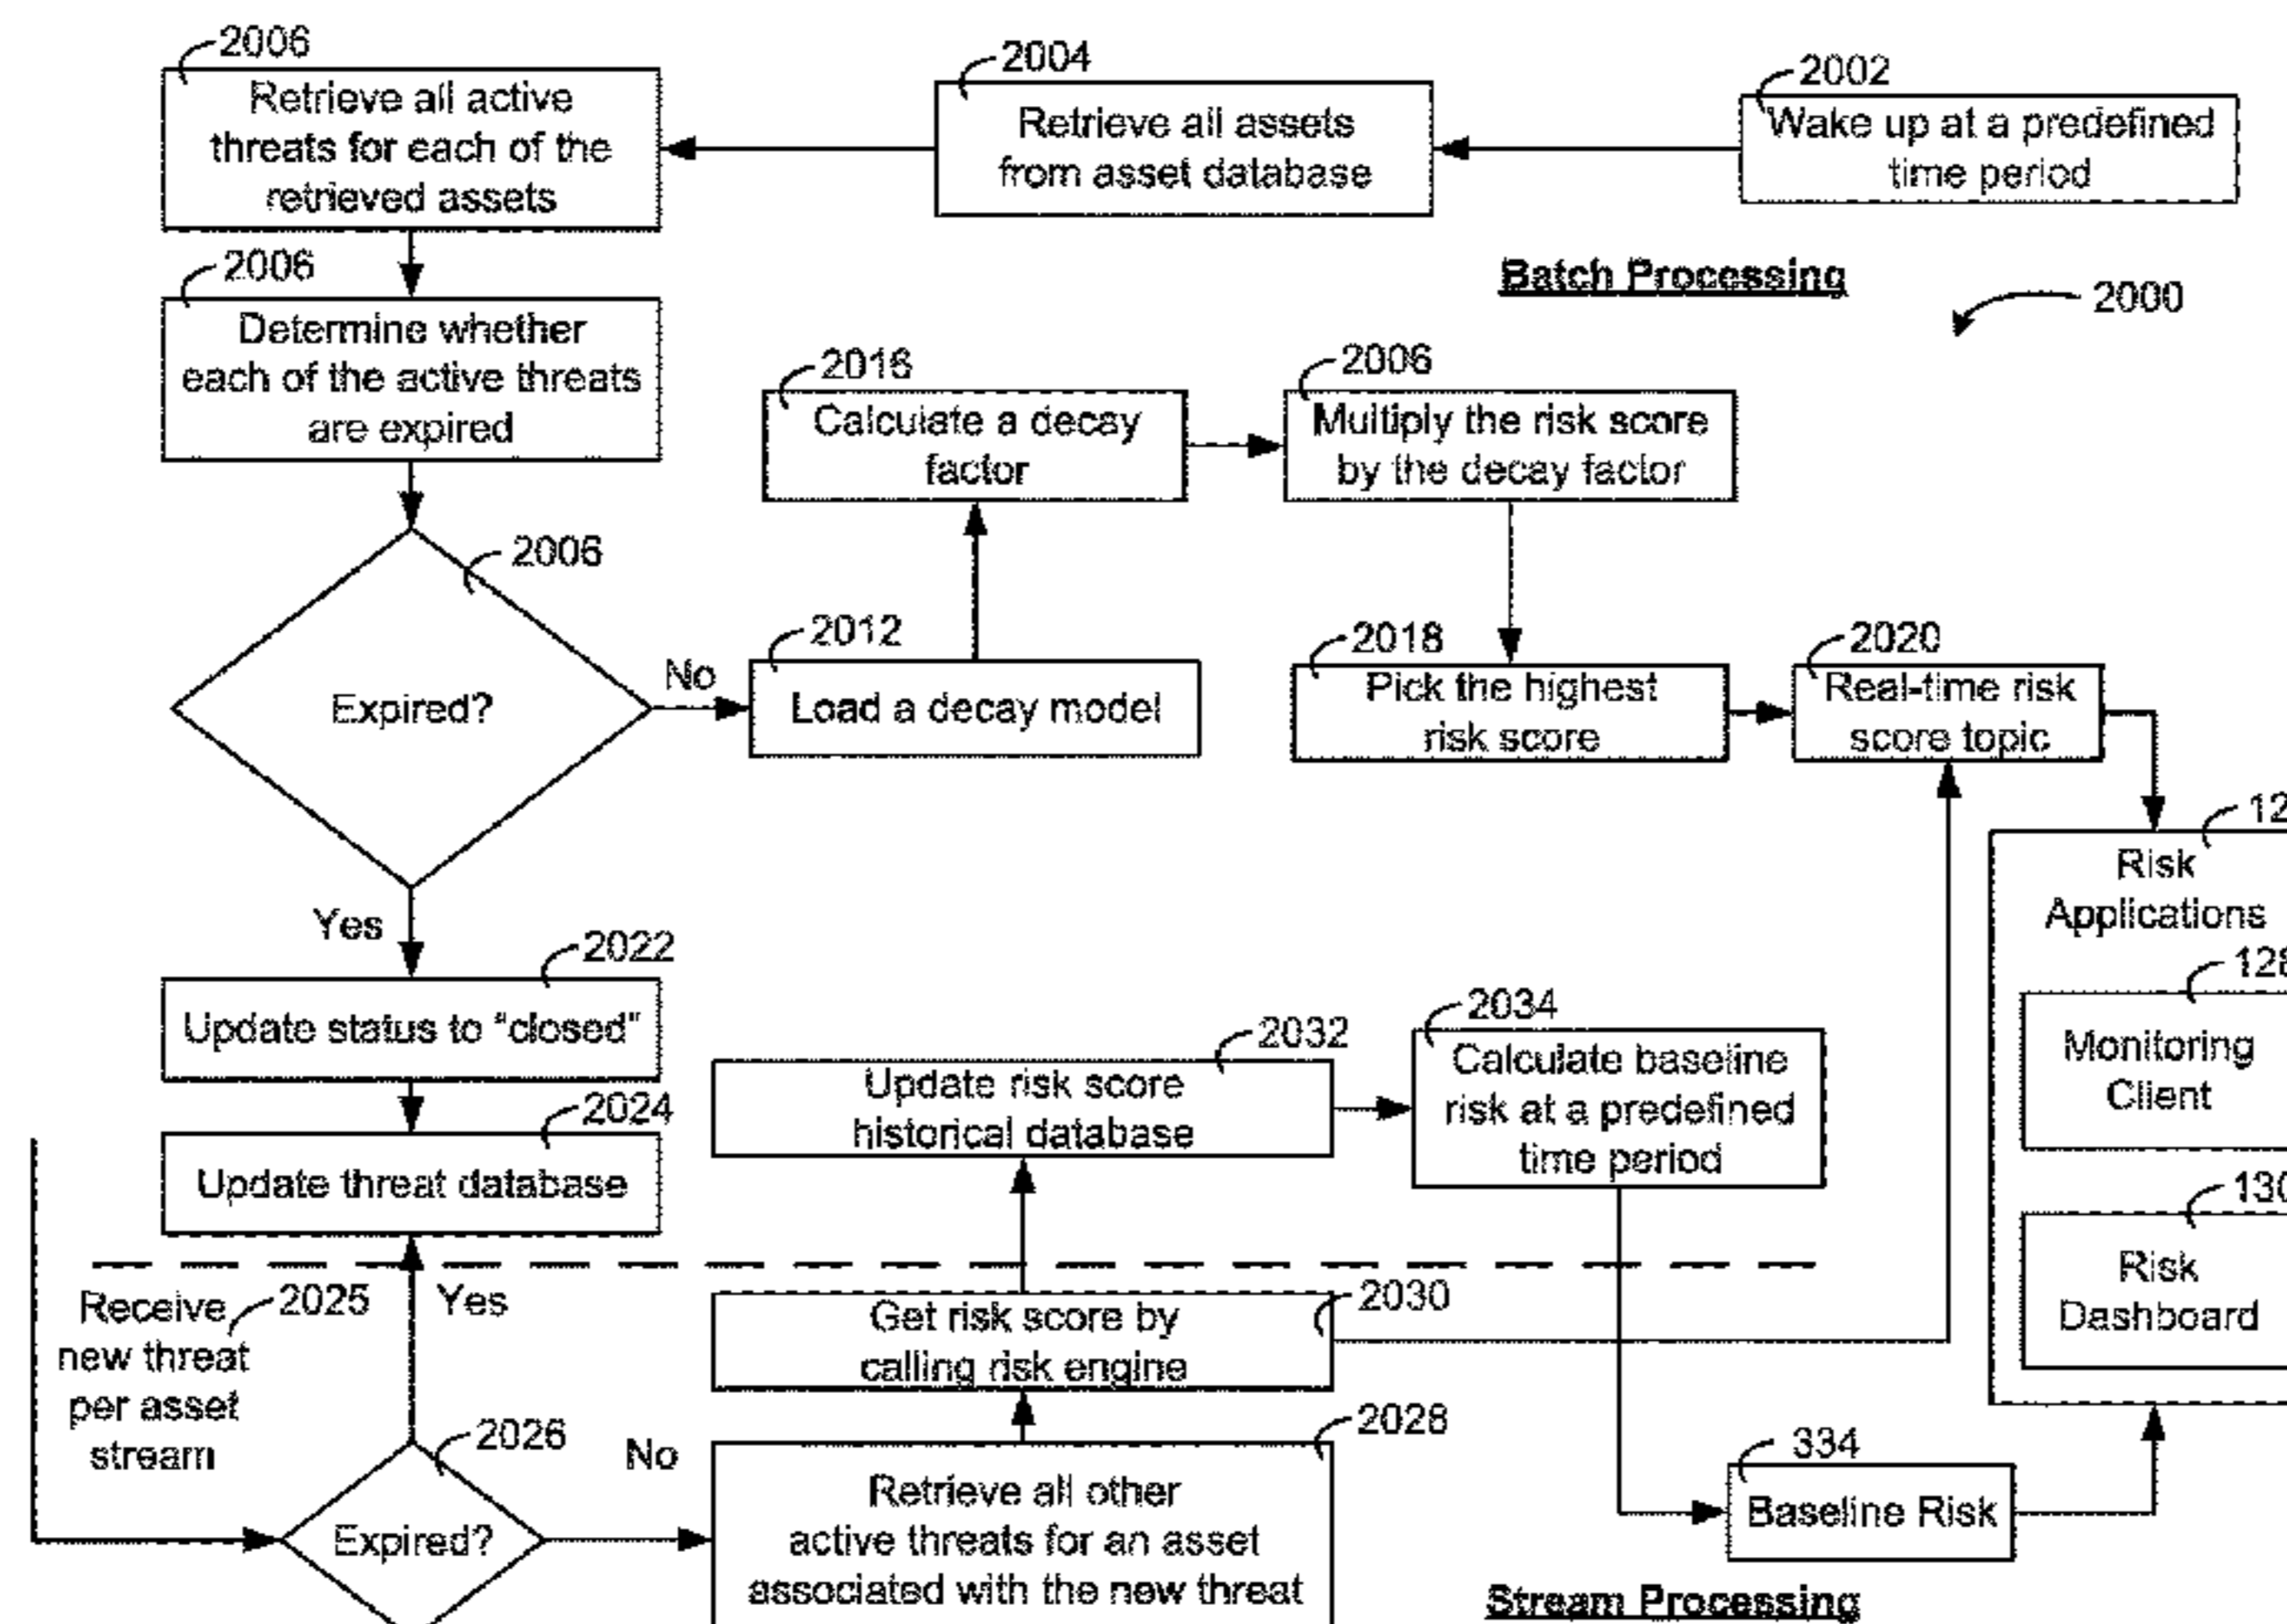 2006
Retrieve all active
threats for each of the
retrieved assets
2004
Retrieve all assets
from asset database
2002
Wake up at a predefined
time period
Batch Processing
2000
2006
Determine whether
each of the active threats
are expired
2016
Calculate a decay
factor
2006
Multiply the risk score
by the decay factor
2006
Expired?
No
2012
Load a decay model
2018
Pick the highest
risk score
2020
Real-time risk
score topic
Yes
2022
Update status to "closed"
2024
Update threat database
12
Risk
Applications
128
Monitoring
Client
130
Risk
Dashboard
2032
Update risk score
historical database
2034
Calculate baseline
risk at a predefined
time period
Receive
new threat
per asset
stream
2025
Yes
2030
Get risk score by
calling risk engine
2026
Expired?
No
2028
Retrieve all other
active threats for an asset
associated with the new threat
334
Baseline Risk
Stream Processing